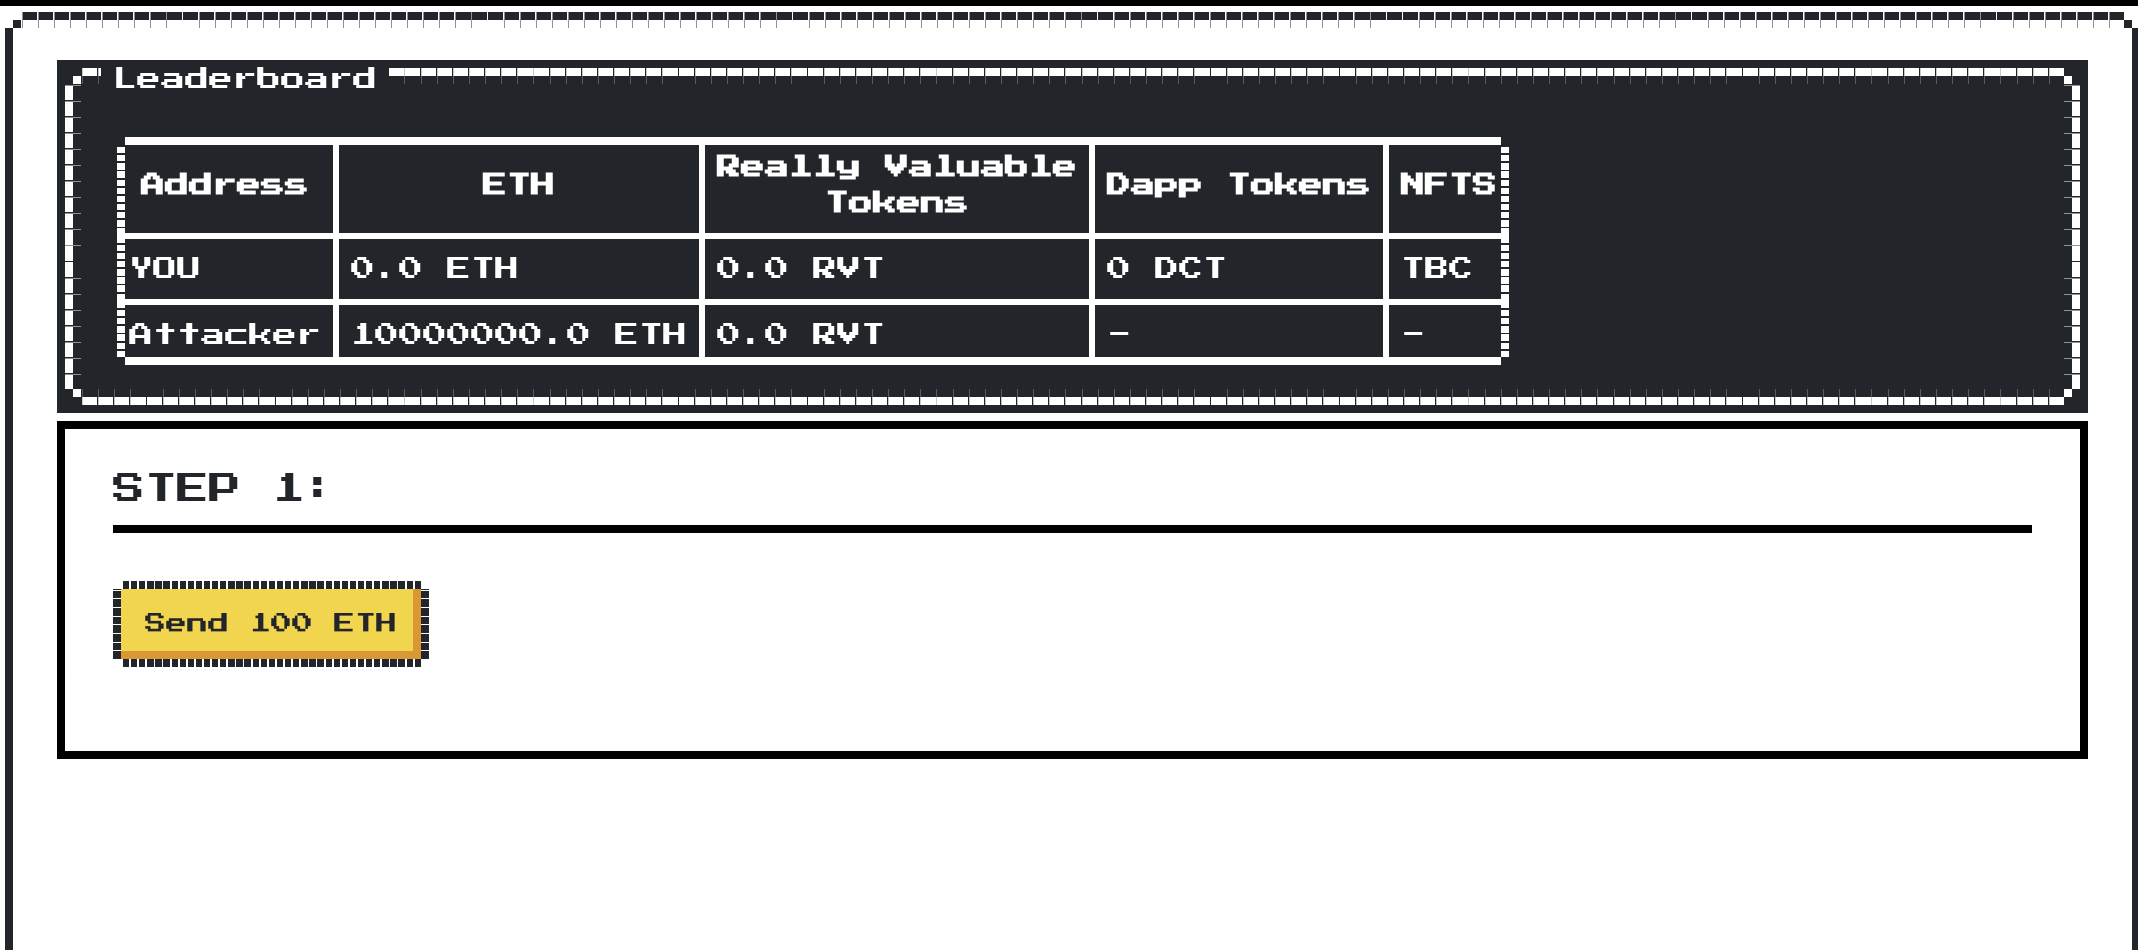 Leaderboard
Address ETH Really Valuable Tokens Dapp Tokens NFTS
YOU 0.0 ETH 0.0 RVT 0 DCT TBC
Attacker 10000000.0 ETH 0.0 RVT - -
STEP 1:
Send 100 ETH